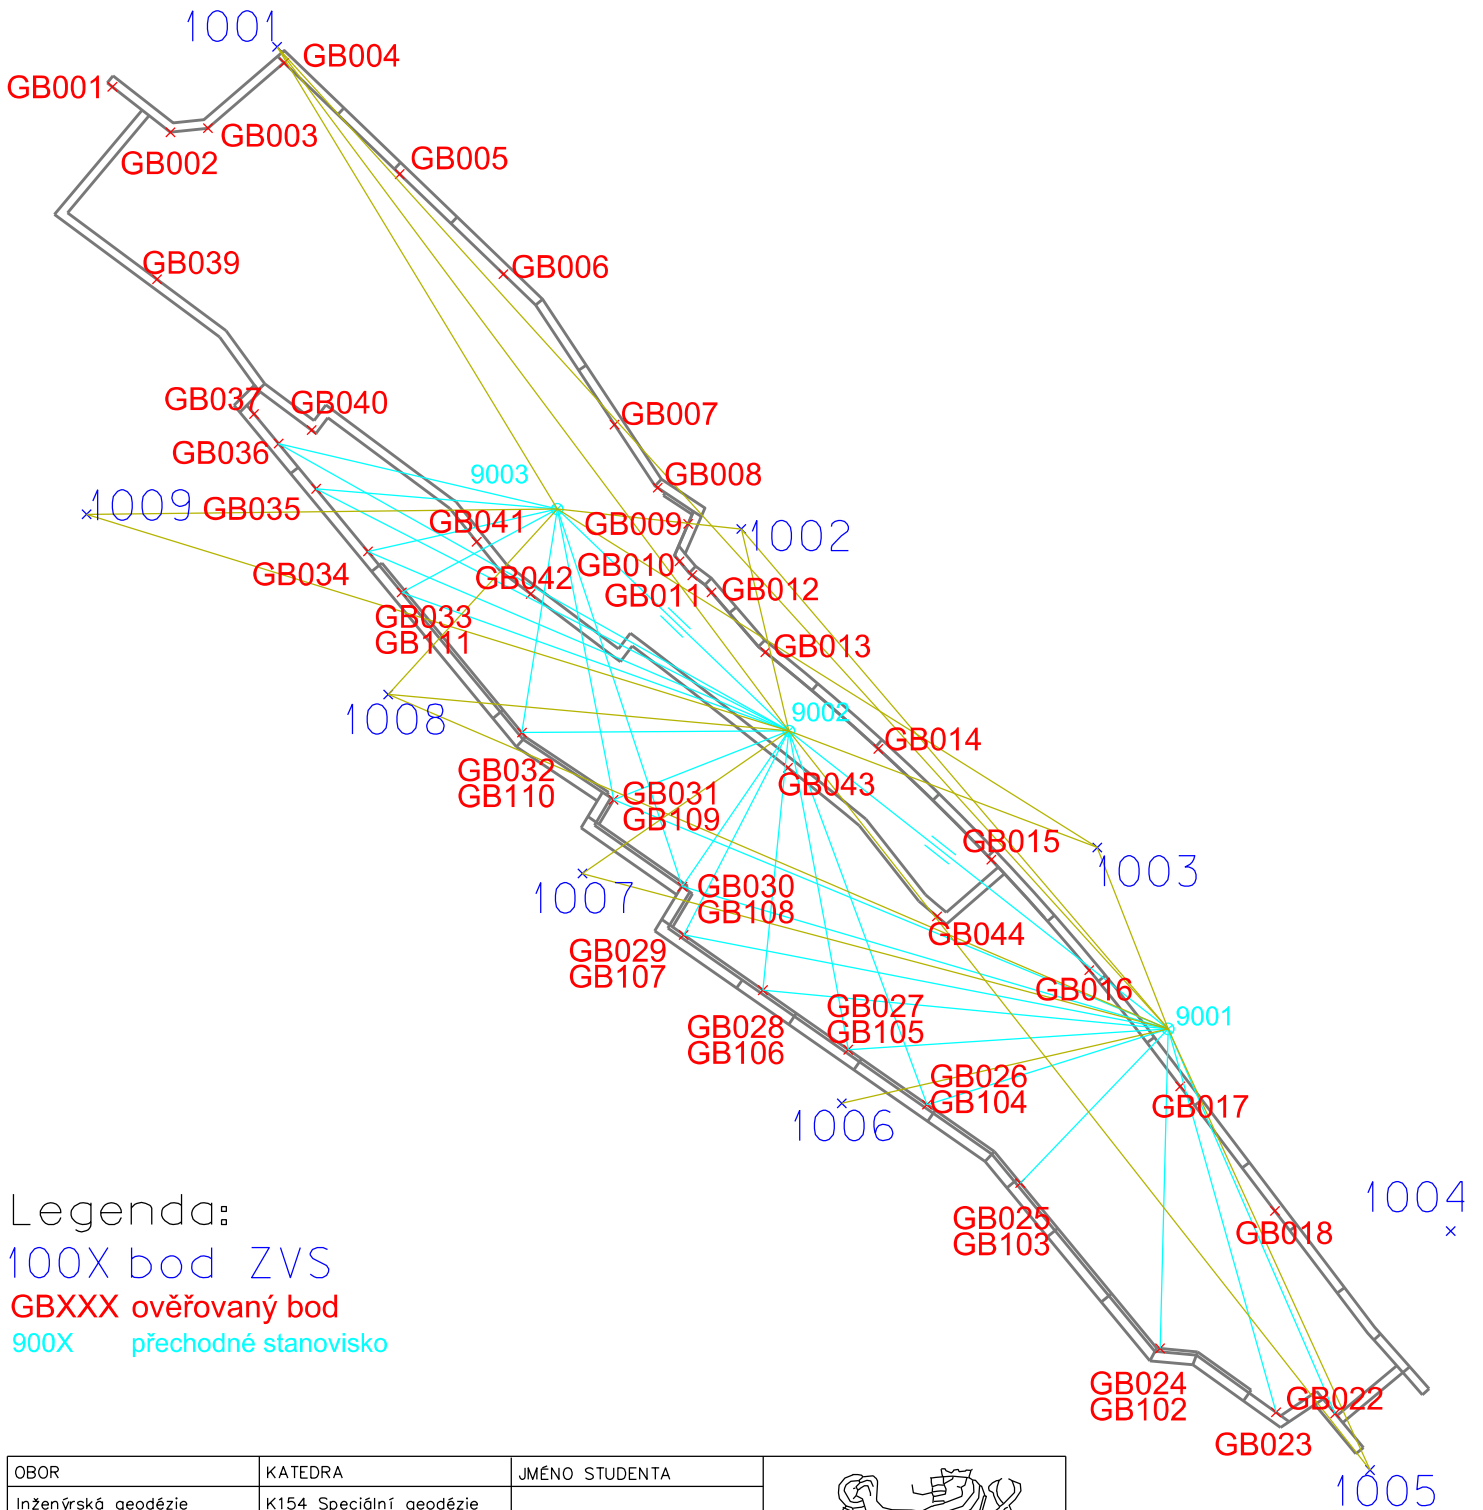 1001
GB004
GB001
GB003
GB002
GB005
GB039
GB006
GB037
GB040
GB007
GB036
9003
GB008
1009
GB035
GB041
GB009
1002
GB034
GB042
GB010
GB011
GB012
GB033
GB111
GB013
1008
9002
GB014
GB032
GB110
GB031
GB109
GB043
GB015
1003
1007
GB030
GB108
GB044
GB029
GB107
GB016
GB027
GB105
9001
GB028
GB106
GB026
GB104
GB017
1006
1004
GB025
GB103
GB018
Legenda:
100X bod ZVS
GBXXX ověřovaný bod
900X přechodné stanovisko
GB024
GB102
GB022
GB023
1005
OBOR
KATEDRA
JMÉNO STUDENTA
Inženýrská geodézie
K154 Speciální geodézie